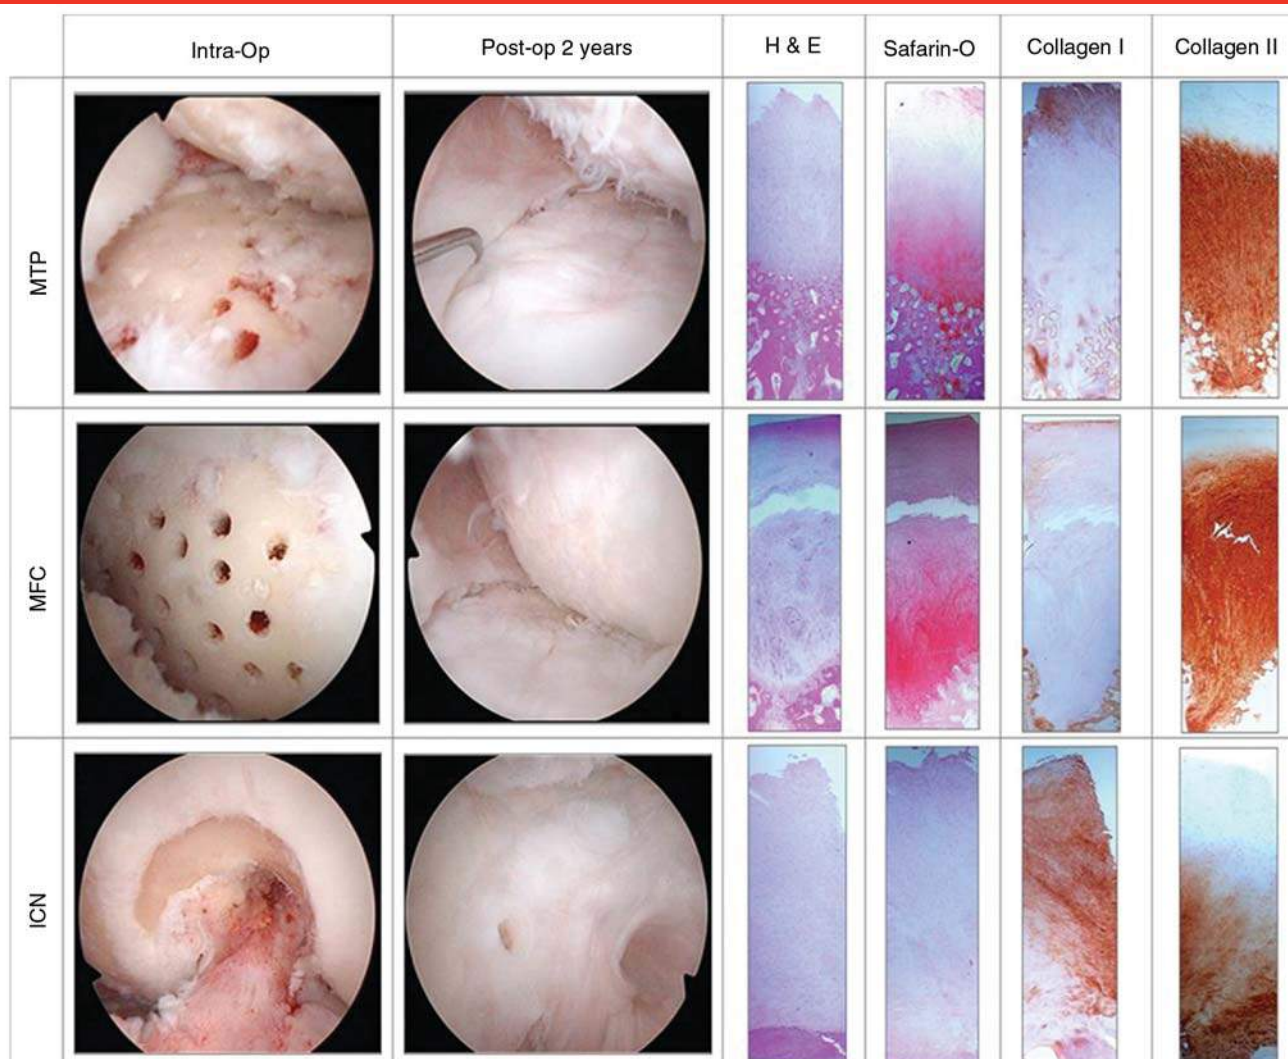 Intra-Op
Post-op 2 years
H & E
Safarin-O
Collagen I
Collagen II
MTP
MFC
ICN